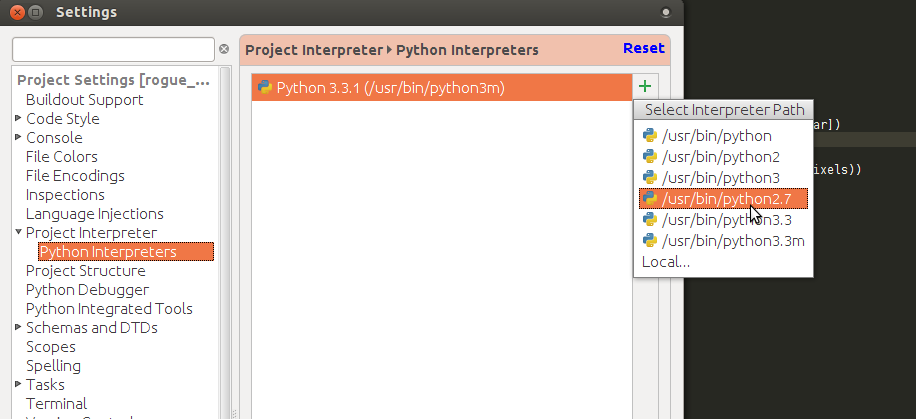 Settings
Project Interpreter ▸ Python Interpreters
Reset
Project Settings [rogue_...
Buildout Support
Code Style
Console
File Colors
File Encodings
Inspections
Language Injections
Project Interpreter
Python Interpreters
Project Structure
Python Debugger
Python Integrated Tools
Schemas and DTDs
Scopes
Spelling
Tasks
Terminal
Python 3.3.1 (/usr/bin/python3m)
Select Interpreter Path
/usr/bin/python
/usr/bin/python2
/usr/bin/python3
/usr/bin/python2.7
/usr/bin/python3.3
/usr/bin/python3.3m
Local...
ar])
ixels))